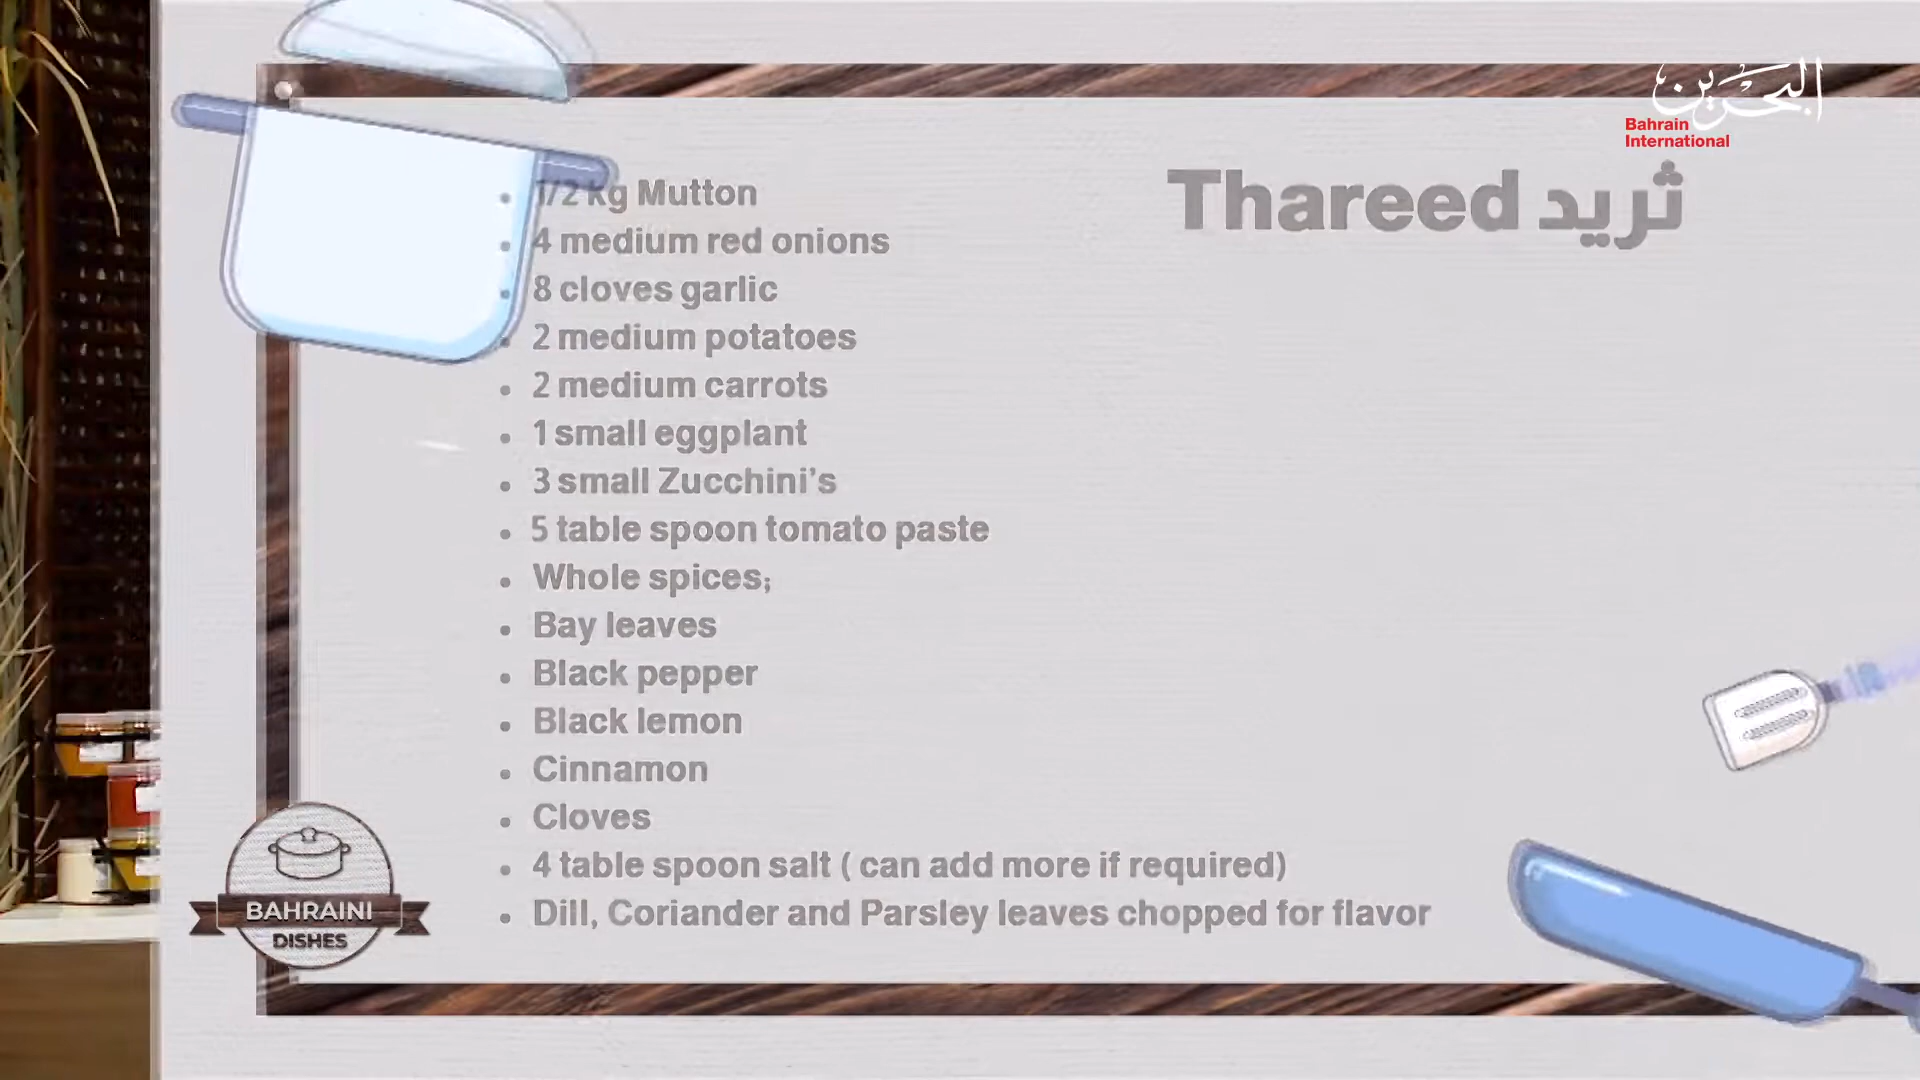 البحرين
Bahrain
International
Thareed ثريد
• 1/2 kg Mutton
• 4 medium red onions
• 8 cloves garlic
• 2 medium potatoes
• 2 medium carrots
• 1 small eggplant
• 3 small Zucchini’s
• 5 table spoon tomato paste
• Whole spices;
• Bay leaves
• Black pepper
• Black lemon
• Cinnamon
• Cloves
• 4 table spoon salt ( can add more if required)
• Dill, Coriander and Parsley leaves chopped for flavor
BAHRAINI
DISHES